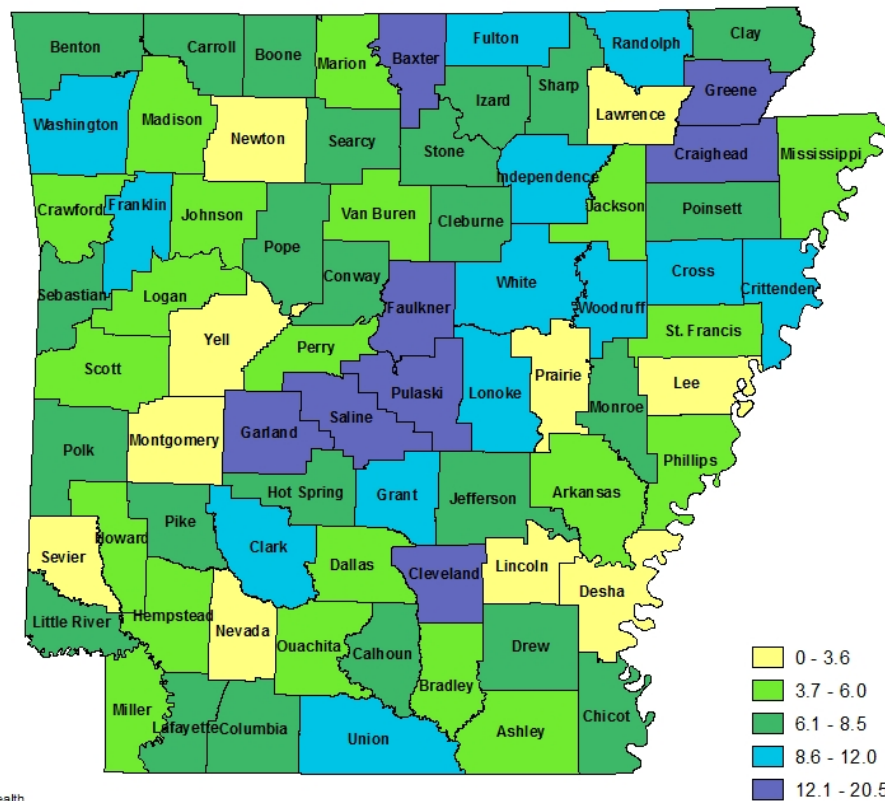 Benton
Carroll
Boone
Marion
Baxter
Fulton
Randolph
Clay
Washington
Madison
Newton
Searcy
Stone
Izard
Sharp
Lawrence
Greene
Craighead
Mississippi
Crawford
Franklin
Johnson
Pope
Van Buren
Cleburne
Independence
Jackson
Poinsett
Sebastian
Logan
Conway
Faulkner
White
Woodruff
Cross
Crittenden
Scott
Yell
Perry
Pulaski
Lonoke
Prairie
Monroe
St. Francis
Lee
Polk
Montgomery
Garland
Saline
Hot Spring
Grant
Jefferson
Arkansas
Phillips
Sevier
Howard
Pike
Clark
Dallas
Cleveland
Lincoln
Desha
Little River
Hempstead
Nevada
Ouachita
Calhoun
Bradley
Drew
Miller
Lafayette
Columbia
Union
Ashley
Chicot
0 - 3.6
3.7 - 6.0
6.1 - 8.5
8.6 - 12.0
12.1 - 20.5
ealth